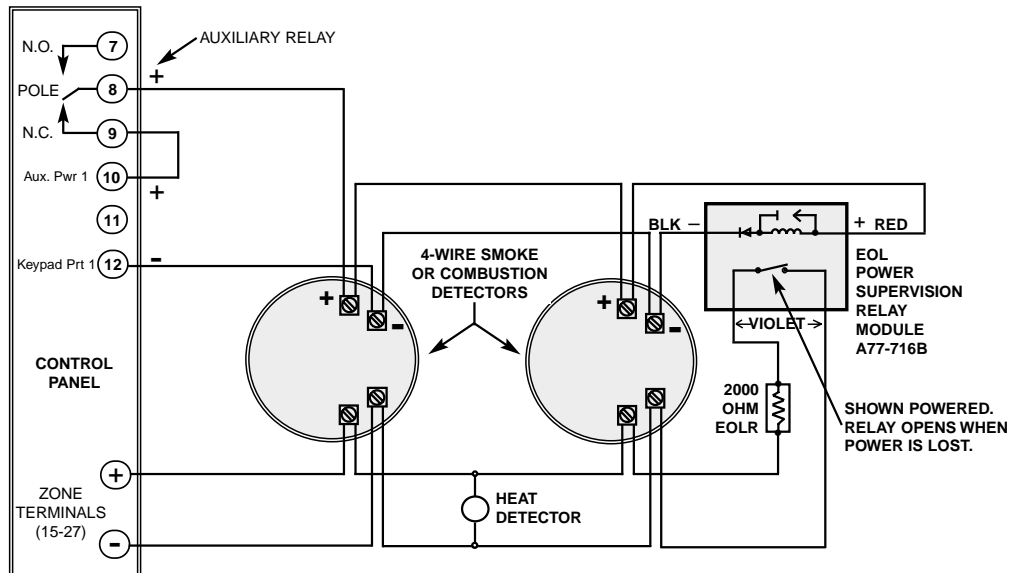 N.O.
7
AUXILIARY RELAY
+
POLE
8
N.C.
9
Aux. Pwr 1
10
+
11
Keypad Prt 1
12
-
CONTROL
PANEL
+
ZONE
TERMINALS
(15-27)
-
4-WIRE SMOKE
OR COMBUSTION
DETECTORS
+
-
+
-
HEAT
DETECTOR
BLK -
+ RED
EOL
POWER
SUPERVISION
RELAY
MODULE
A77-716B
VIOLET
2000
OHM
EOLR
SHOWN POWERED.
RELAY OPENS WHEN
POWER IS LOST.